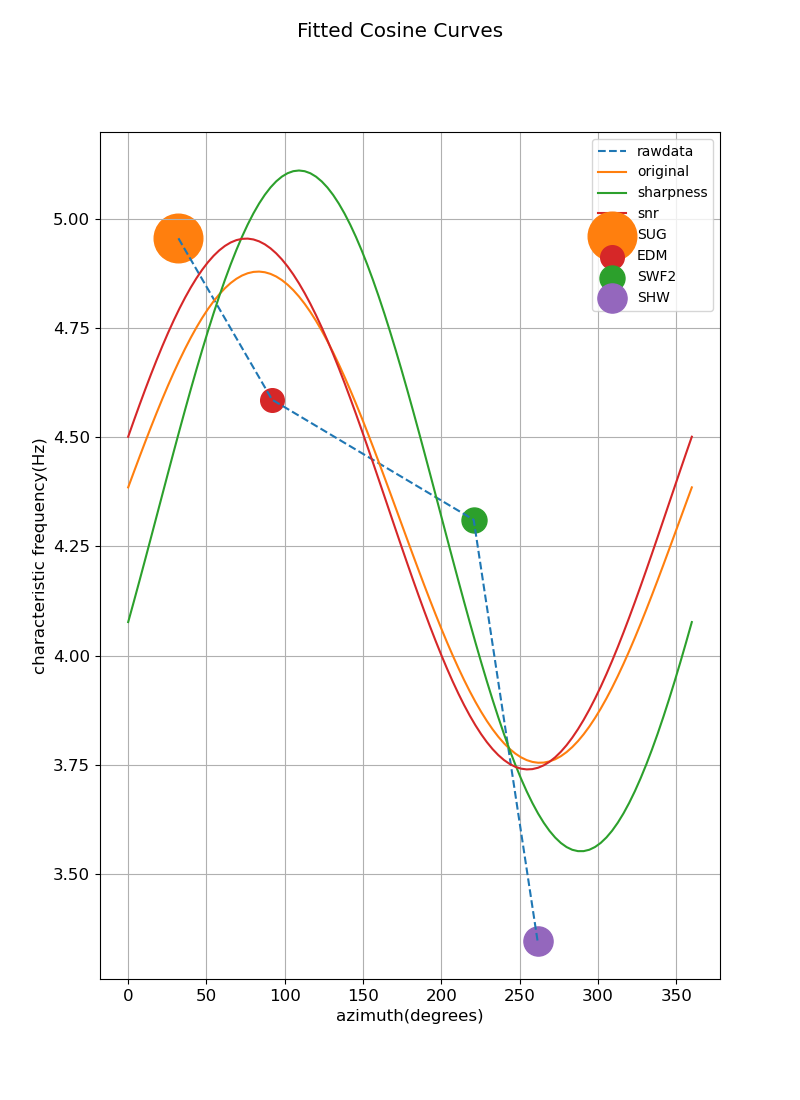 Fitted Cosine Curves
rawdata
original
sharpness
snr
SUG
EDM
SWF2
SHW
5.00
4.75
4.50
4.25
4.00
3.75
3.50
characteristic frequency(Hz)
0 50 100 150 200 250 300 350
azimuth(degrees)